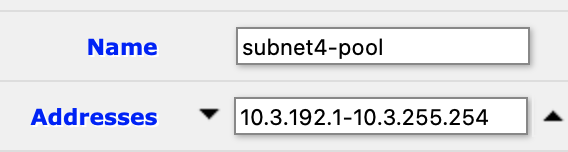 Name
subnet4-pool
Addresses
10.3.192.1-10.3.255.254